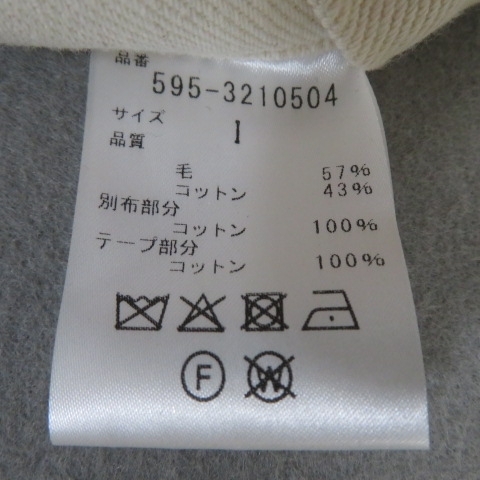 品番
595-3210504
サイズ
品質 I
毛 57%
コットン 43%
別布部分
コットン 100%
テープ部分
コットン 100%
F W